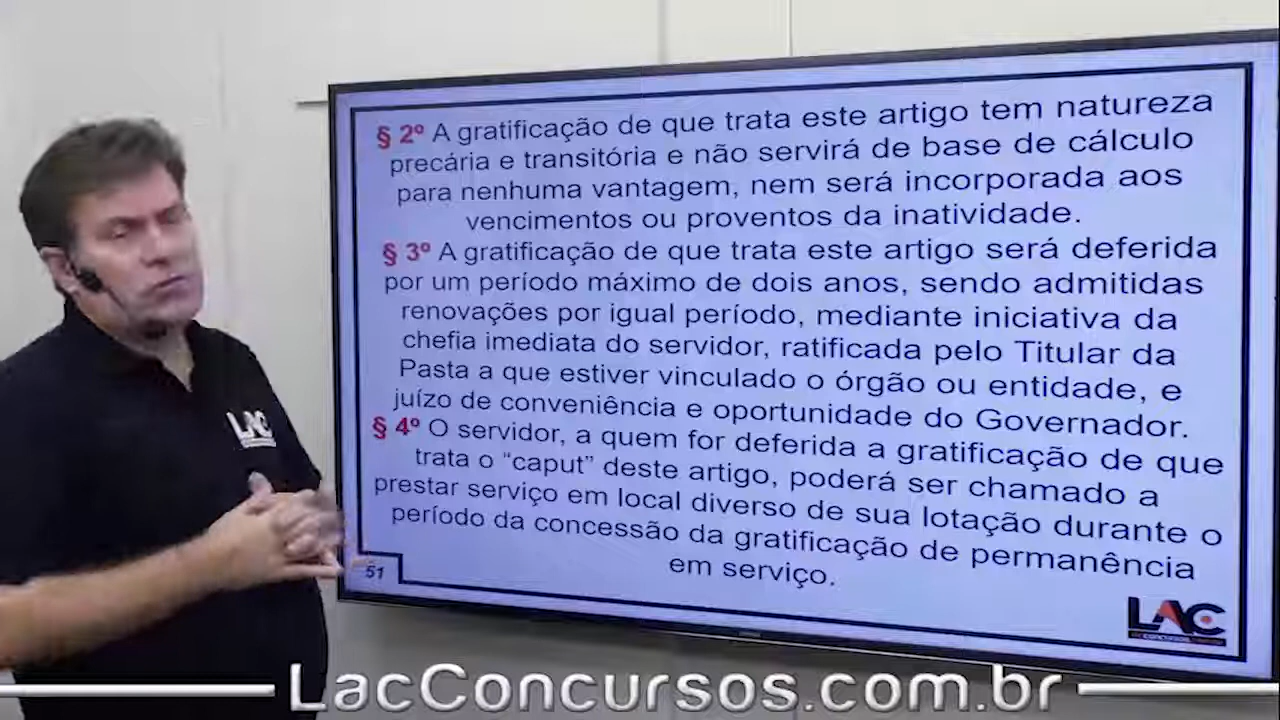 § 2º A gratificação de que trata este artigo tem natureza
precária e transitória e não servirá de base de cálculo
para nenhuma vantagem, nem será incorporada aos
vencimentos ou proventos da inatividade.
§ 3º A gratificação de que trata este artigo será deferida
por um período máximo de dois anos, sendo admitidas
renovações por igual período, mediante iniciativa da
chefia imediata do servidor, ratificada pelo Titular da
Pasta a que estiver vinculado o órgão ou entidade, e
juízo de conveniência e oportunidade do Governador.
§ 4º O servidor, a quem for deferida a gratificação de que
trata o “caput” deste artigo, poderá ser chamado a
prestar serviço em local diverso de sua lotação durante o
período da concessão da gratificação de permanência
em serviço.
51
LAC
LAC
LacConcursos.com.br